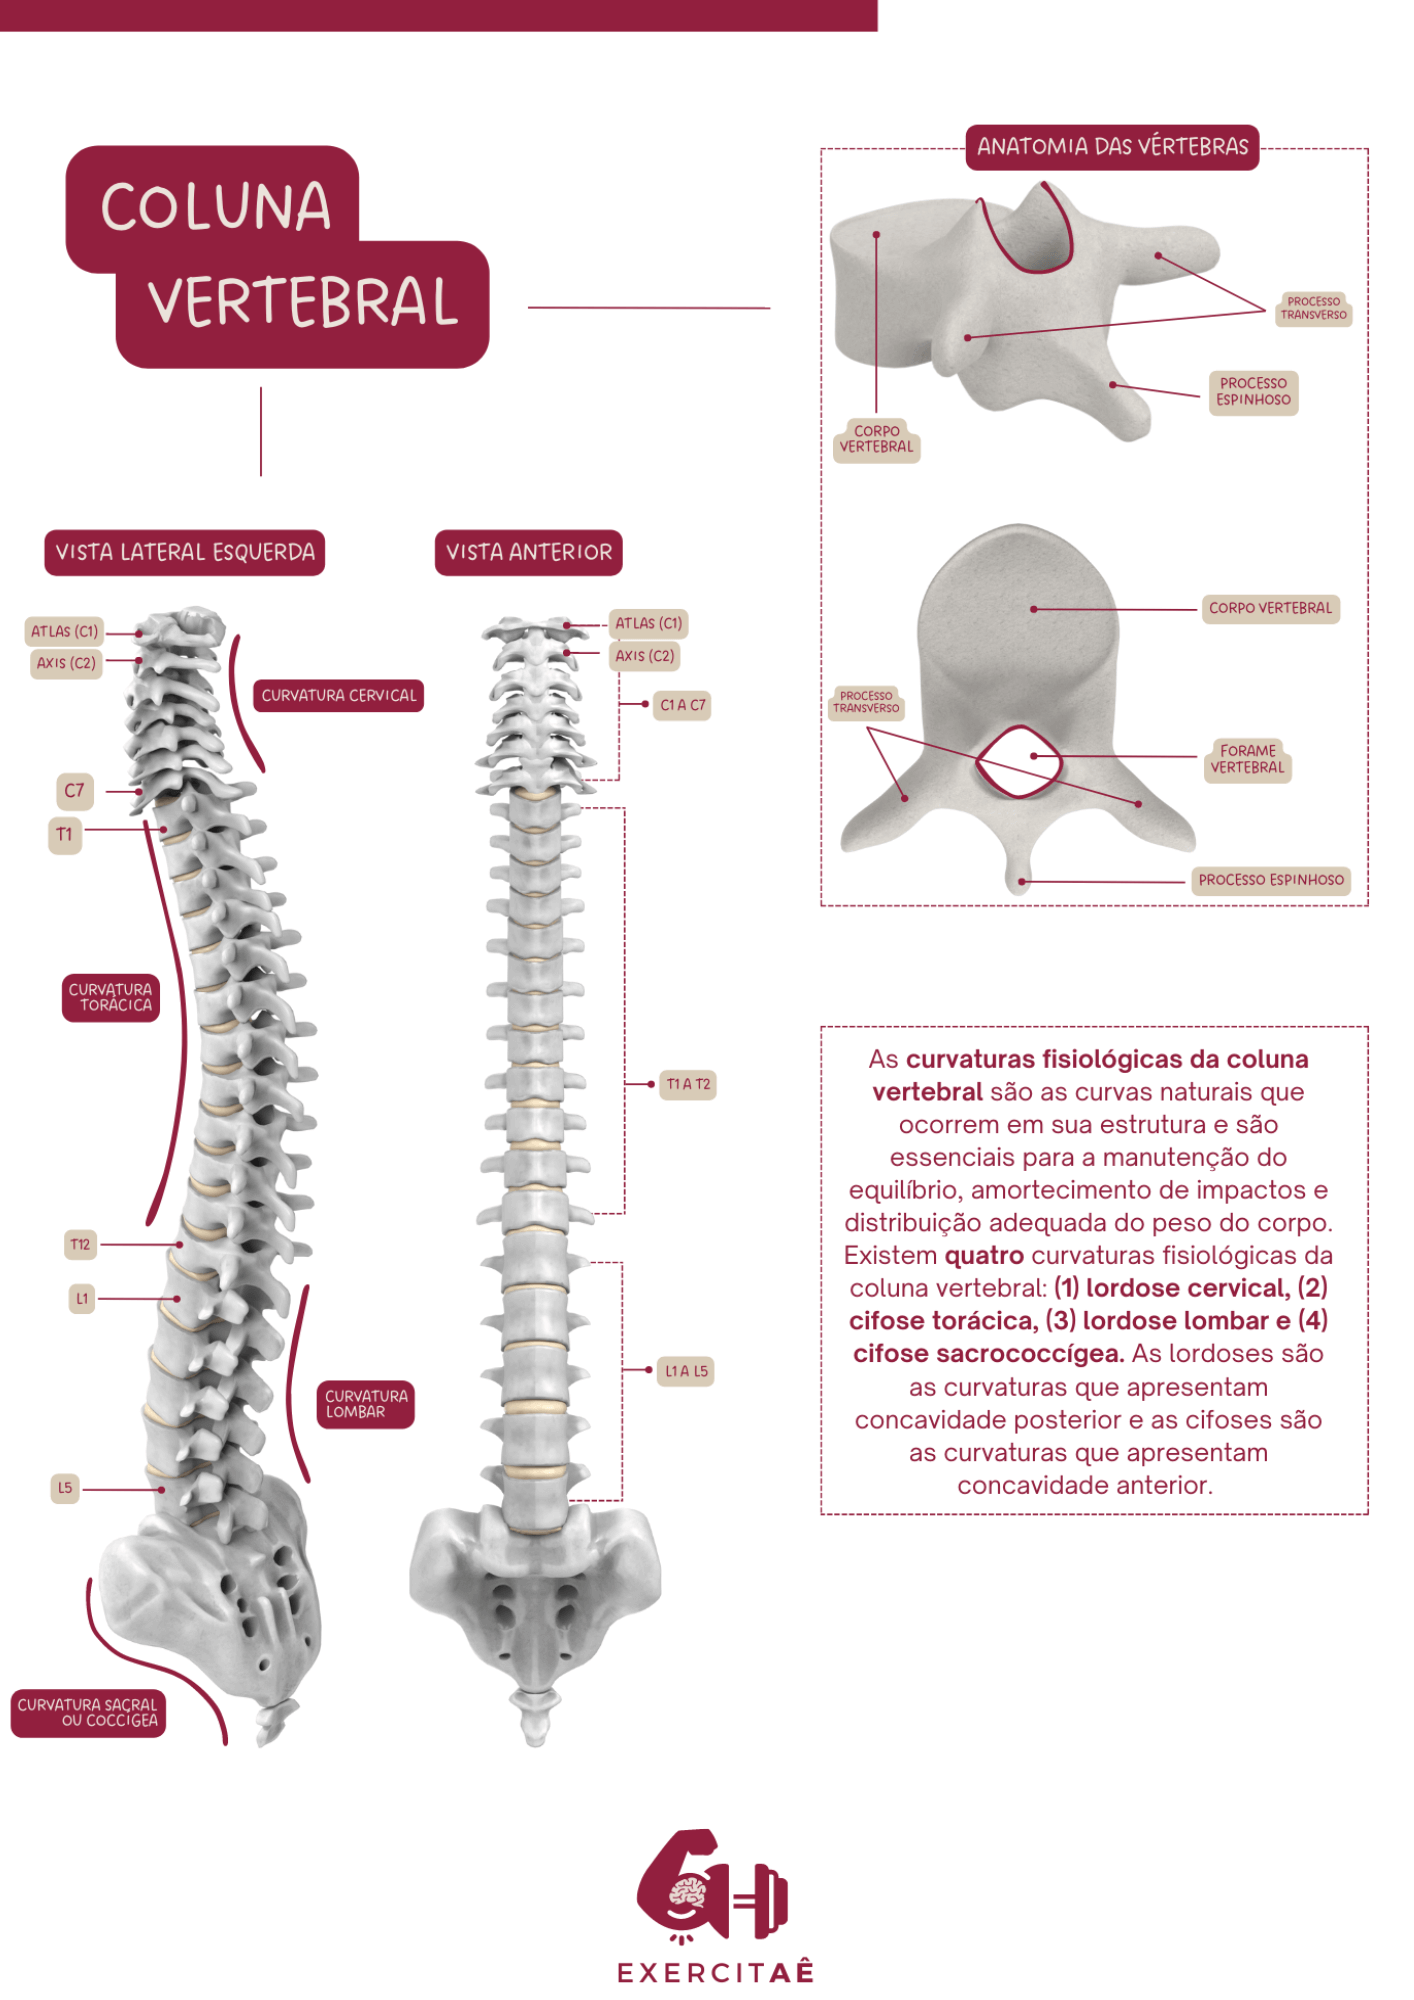 COLUNA
VERTEBRAL
ANATOMIA DAS VÉRTEBRAS
PROCESSO
TRANSVERSO
PROCESSO
ESPINHOSO
CORPO
VERTEBRAL
CORPO VERTEBRAL
PROCESSO
TRANSVERSO
FORAME
VERTEBRAL
PROCESSO ESPINHOSO
VISTA LATERAL ESQUERDA
ATLAS (C1)
AXIS (C2)
CURVATURA CERVICAL
C7
T1
CURVATURA
TORÁCICA
T12
L1
CURVATURA
LOMBAR
L5
CURVATURA SACRAL
OU COCCÍGEA
VISTA ANTERIOR
ATLAS (C1)
AXIS (C2)
C1 A C7
T1 A T2
L1 A L5
As curvaturas fisiológicas da coluna
vertebral são as curvas naturais que
ocorrem em sua estrutura e são
essenciais para a manutenção do
equilíbrio, amortecimento de impactos e
distribuição adequada do peso do corpo.
Existem quatro curvaturas fisiológicas da
coluna vertebral: (1) lordose cervical, (2)
cifose torácica, (3) lordose lombar e (4)
cifose sacrococcígea. As lordoses são
as curvaturas que apresentam
concavidade posterior e as cifoses são
as curvaturas que apresentam
concavidade anterior.
EXERCITAÊ